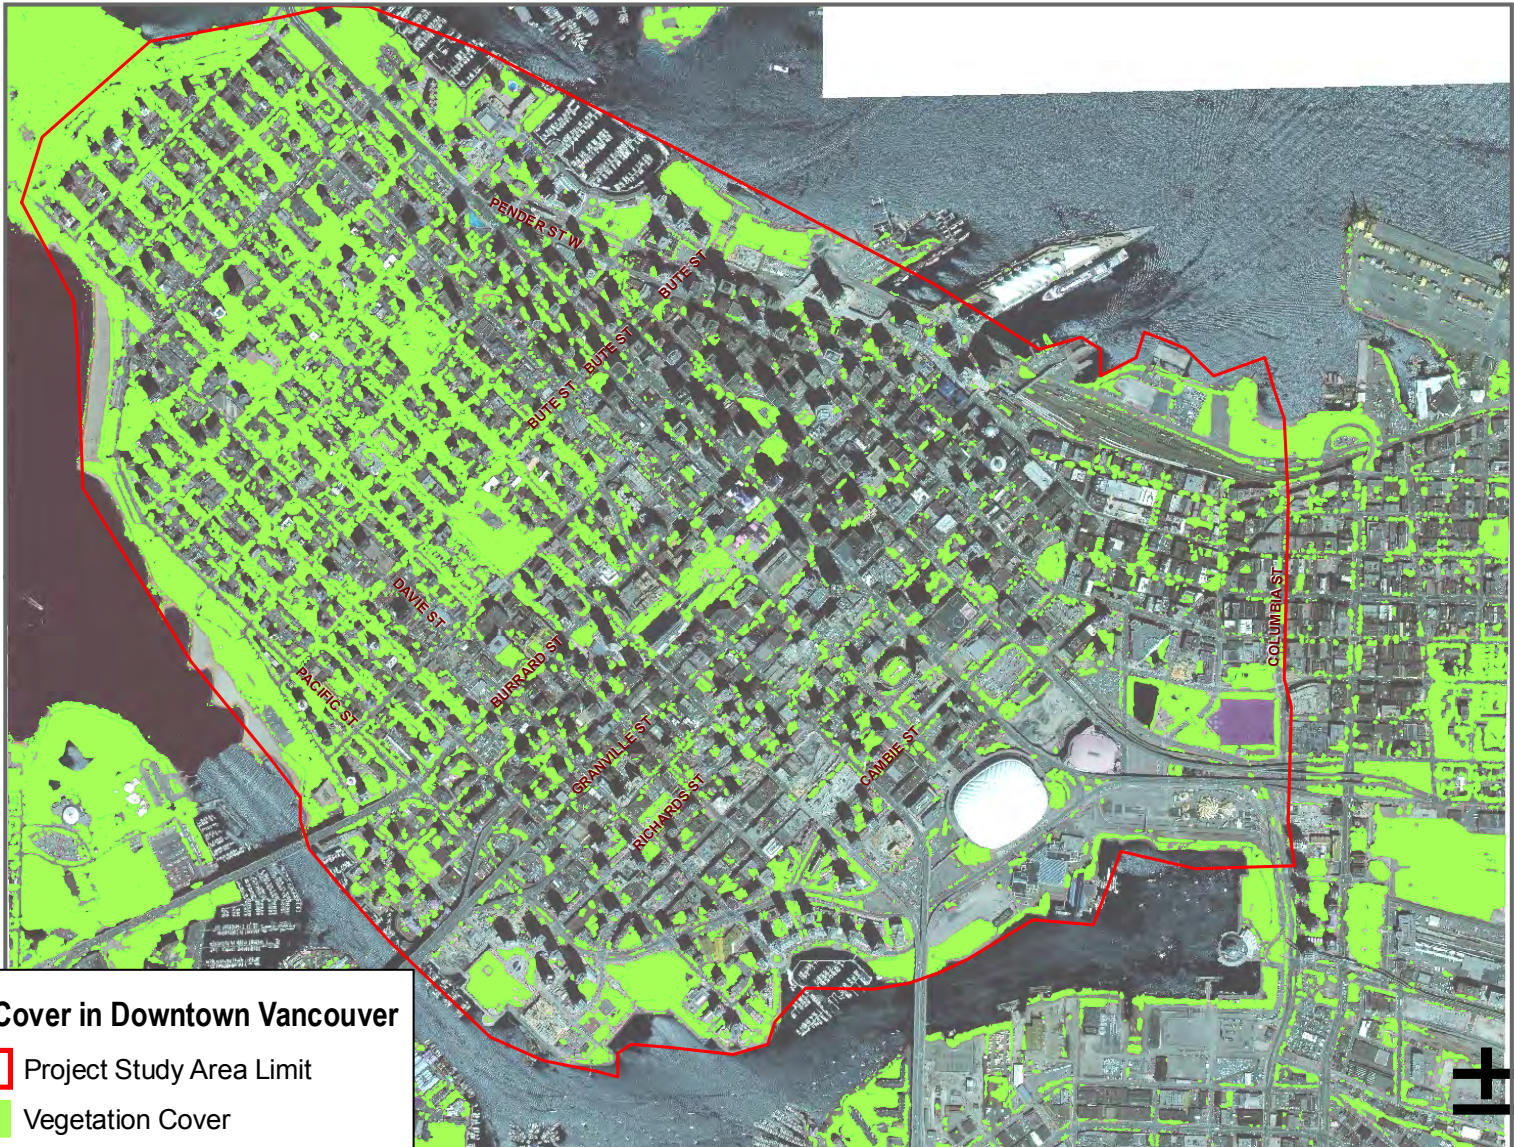 PENDER ST W
BUTE ST
BUTE ST
BUTE ST
DAVIE ST
PACIFIC ST
BURRARD ST
GRANVILLE ST
RICHARDS ST
CAMBIE ST
COLUMBIA ST
Cover in Downtown Vancouver
Project Study Area Limit
Vegetation Cover